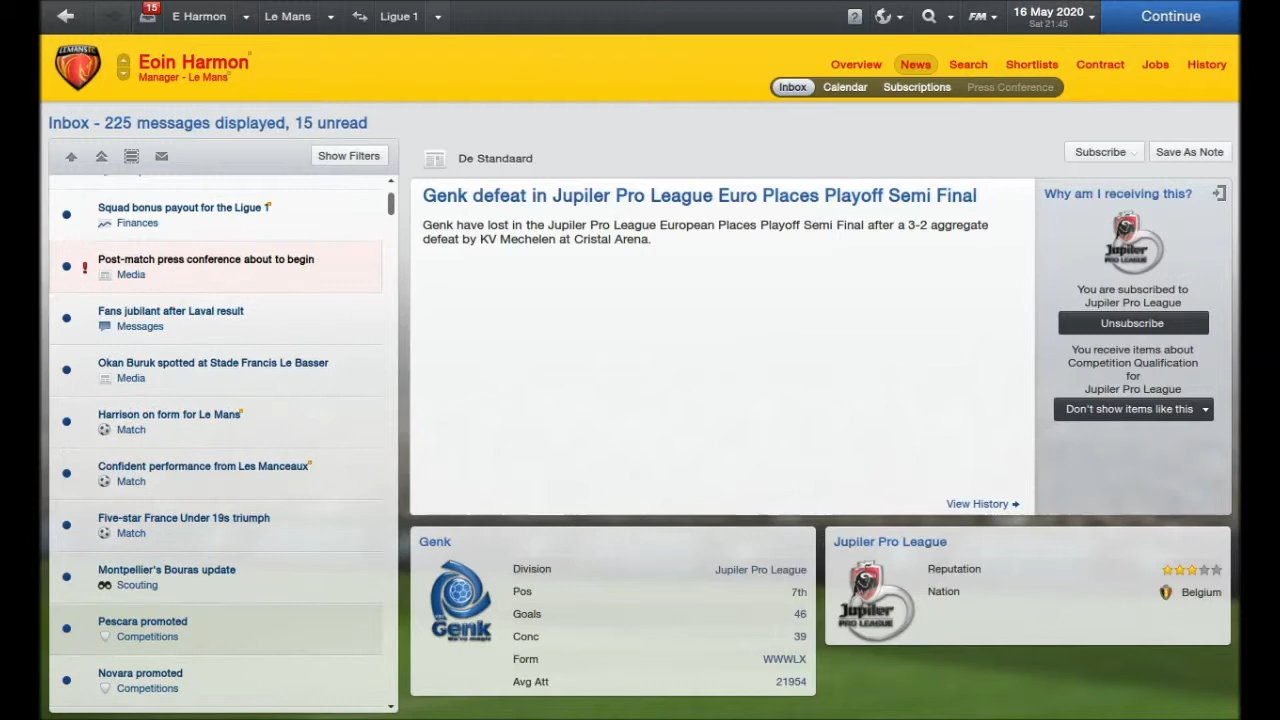 15
E Harmon
Le Mans
Ligue 1
?
FM
16 May 2020
Sat 21:45
Continue
LE MANS FC
Eoin Harmon
Manager - Le Mans
Overview
News
Search
Shortlists
Contract
Jobs
History
Inbox
Calendar
Subscriptions
Press Conference
Inbox - 225 messages displayed, 15 unread
Show Filters
Squad bonus payout for the Ligue 1
Finances
Post-match press conference about to begin
Media
Fans jubilant after Laval result
Messages
Okan Buruk spotted at Stade Francis Le Basser
Media
Harrison on form for Le Mans
Match
Confident performance from Les Manceaux
Match
Five-star France Under 19s triumph
Match
Montpellier's Bouras update
Scouting
Pescara promoted
Competitions
Novara promoted
Competitions
De Standaard
Subscribe
Save As Note
Genk defeat in Jupiler Pro League Euro Places Playoff Semi Final
Genk have lost in the Jupiler Pro League European Places Playoff Semi Final after a 3-2 aggregate
defeat by KV Mechelen at Cristal Arena.
View History
Why am I receiving this?
Jupiler
PRO LEAGUE
You are subscribed to
Jupiler Pro League
Unsubscribe
You receive items about
Competition Qualification
for
Jupiler Pro League
Don't show items like this
Genk
Genk
Division
Jupiler Pro League
Pos
7th
Goals
46
Conc
39
Form
WWWLX
Avg Att
21954
Jupiler Pro League
Jupiler
PRO LEAGUE
Reputation
Nation
Belgium